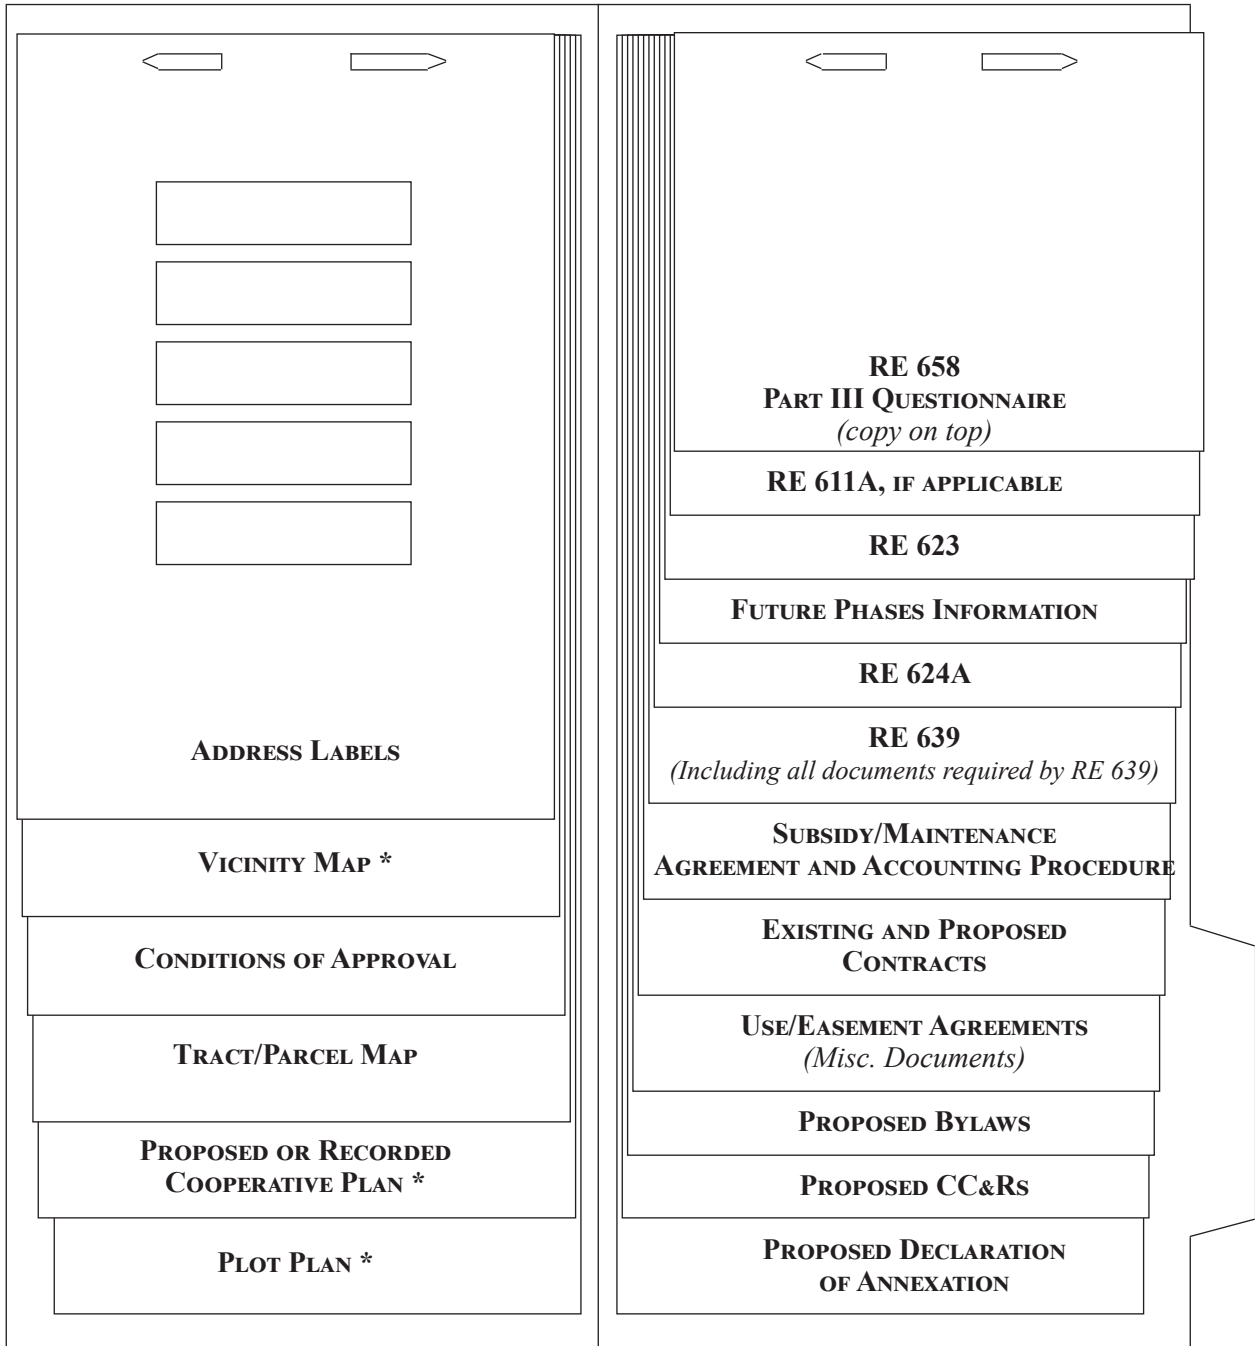 Address Labels
Vicinity Map *
Conditions of Approval
Tract/Parcel Map
Proposed or Recorded
Cooperative Plan *
Plot Plan *
RE 658
Part III Questionnaire
(copy on top)
RE 611A, if applicable
RE 623
Future Phases Information
RE 624A
RE 639
(Including all documents required by RE 639)
Subsidy/Maintenance
Agreement and Accounting Procedure
Existing and Proposed
Contracts
Use/Easement Agreements
(Misc. Documents)
Proposed Bylaws
Proposed CC&Rs
Proposed Declaration
of Annexation